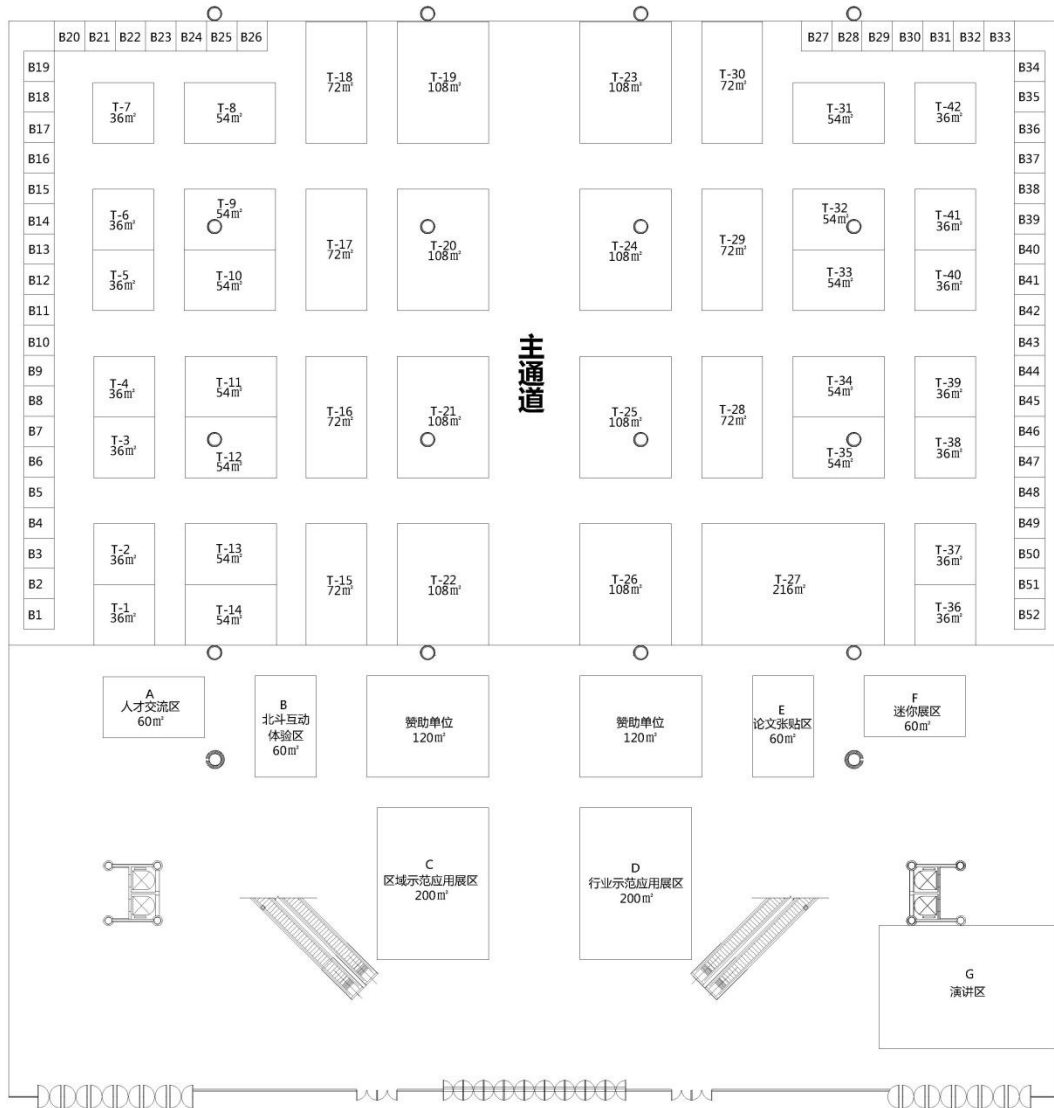 B20 B21 B22 B23 B24 B25 B26
B27 B28 B29 B30 B31 B32 B33
B19
B18
B17
B16
B15
B14
B13
B12
B11
B10
B9
B8
B7
B6
B5
B4
B3
B2
B1
T-7
36㎡
T-8
54㎡
T-18
72㎡
T-19
108㎡
T-23
108㎡
T-30
72㎡
T-31
54㎡
T-42
36㎡
T-6
36㎡
T-9
54㎡
T-5
36㎡
T-10
54㎡
T-17
72㎡
T-20
108㎡
T-24
108㎡
T-29
72㎡
T-32
54㎡
T-33
54㎡
T-41
36㎡
T-40
36㎡
主通道
T-4
36㎡
T-3
36㎡
T-11
54㎡
T-12
54㎡
T-16
72㎡
T-21
108㎡
T-25
108㎡
T-28
72㎡
T-34
54㎡
T-35
54㎡
T-39
36㎡
T-38
36㎡
T-2
36㎡
T-1
36㎡
T-13
54㎡
T-14
54㎡
T-15
72㎡
T-22
108㎡
T-26
108㎡
T-27
216㎡
T-37
36㎡
T-36
36㎡
B34
B35
B36
B37
B38
B39
B40
B41
B42
B43
B44
B45
B46
B47
B48
B49
B50
B51
B52
A
人才交流区
60㎡
B
北斗互动
体验区
60㎡
赞助单位
120㎡
赞助单位
120㎡
E
论文张贴区
60㎡
F
迷你展区
60㎡
C
区域示范应用展区
200㎡
D
行业示范应用展区
200㎡
G
演讲区